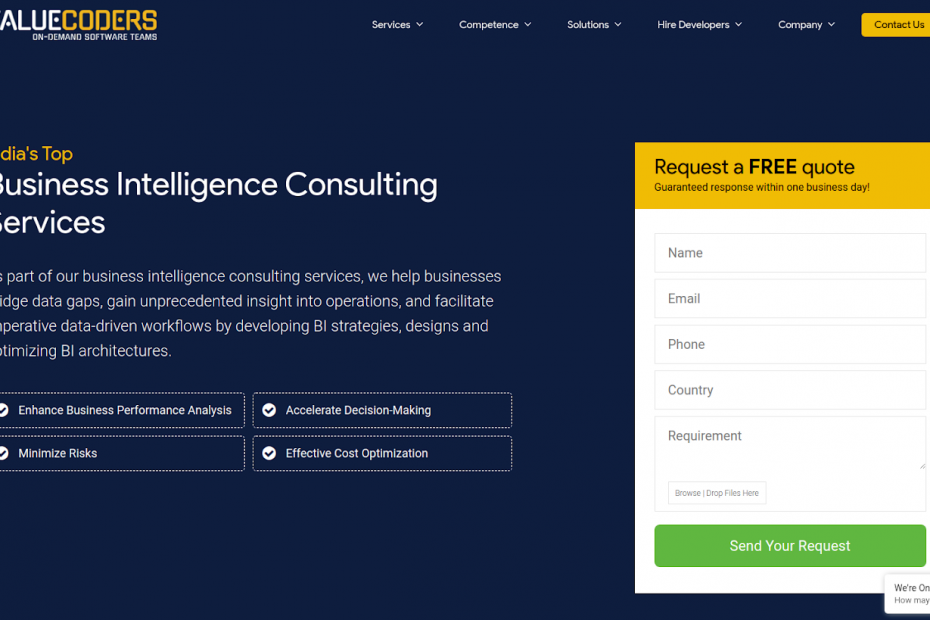 ALUECODERS
ON-DEMAND SOFTWARE TEAMS
Services
Competence
Solutions
Hire Developers
Company
Contact Us
dia's Top
Business Intelligence Consulting
Services
s part of our business intelligence consulting services, we help businesses
idge data gaps, gain unprecedented insight into operations, and facilitate
mperative data-driven workflows by developing BI strategies, designs and
ptimizing BI architectures.
Enhance Business Performance Analysis
Accelerate Decision-Making
Minimize Risks
Effective Cost Optimization
Request a FREE quote
Guaranteed response within one business day!
Name
Email
Phone
Country
Requirement
Browse | Drop Files Here
Send Your Request
We're On
How may